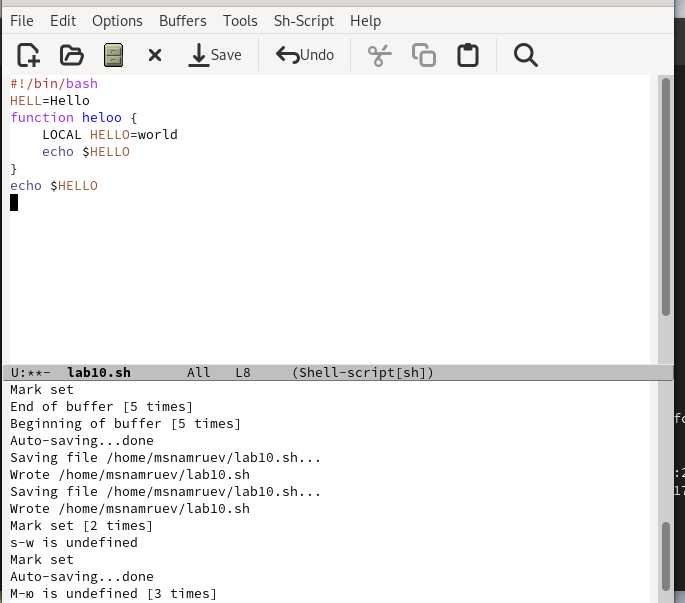 File Edit Options Buffers Tools Sh-Script Help
Save Undo
#!/bin/bash
HELL=Hello
function heloo {
    LOCAL HELLO=world
    echo $HELLO
}
echo $HELLO
U:**-  lab10.sh       All   L8     (Shell-script[sh])
Mark set
End of buffer [5 times]
Beginning of buffer [5 times]
Auto-saving...done
Saving file /home/msnamruev/lab10.sh...
Wrote /home/msnamruev/lab10.sh
Saving file /home/msnamruev/lab10.sh...
Wrote /home/msnamruev/lab10.sh
Mark set [2 times]
s-w is undefined
Mark set
Auto-saving...done
M-ю is undefined [3 times]